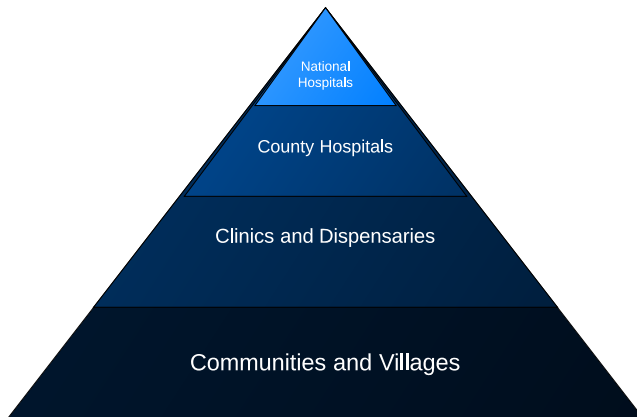 National
Hospitals
County Hospitals
Clinics and Dispensaries
Communities and Villages